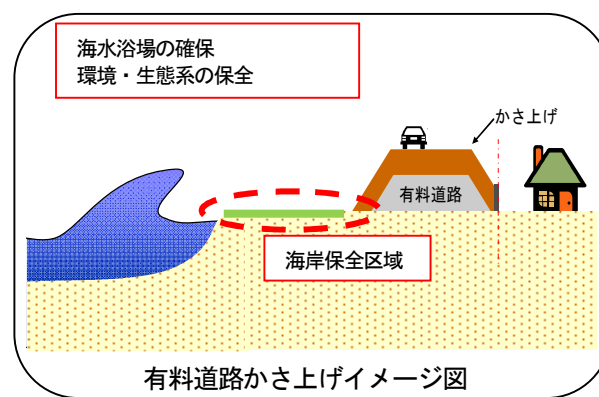 海水浴場の確保
環境・生態系の保全
かさ上げ
有料道路
海岸保全区域
有料道路かさ上げイメージ図